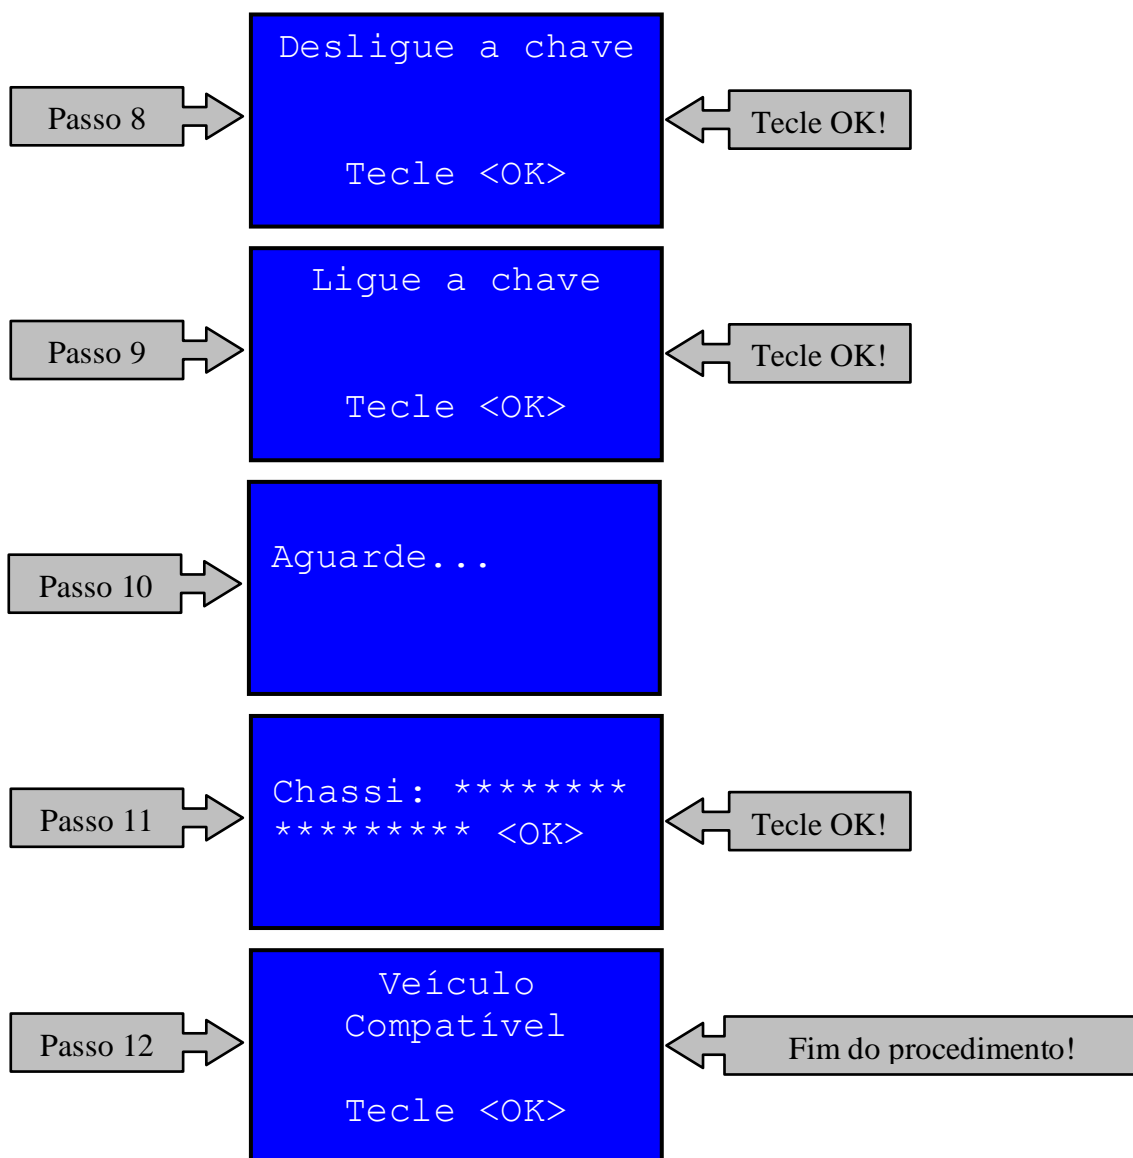 Desligue a chave
Passo 8
Tecle OK!
Tecle <OK>
Ligue a chave
Passo 9
Tecle OK!
Tecle <OK>
Aguarde...
Passo 10
Chassi: ********
Passo 11
********* <OK>
Tecle OK!
Veículo
Compatível
Passo 12
Fim do procedimento!
Tecle <OK>